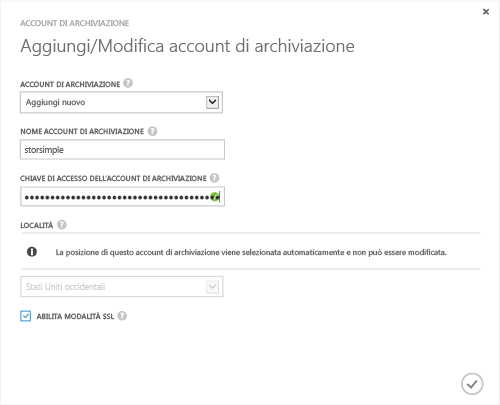 ACCOUNT DI ARCHIVIAZIONE
Aggiungi/Modifica account di archiviazione
ACCOUNT DI ARCHIVIAZIONE ?
Aggiungi nuovo
NOME ACCOUNT DI ARCHIVIAZIONE ?
storsimple
CHIAVE DI ACCESSO DELL'ACCOUNT DI ARCHIVIAZIONE ?
LOCALITÀ ?
La posizione di questo account di archiviazione viene selezionata automaticamente e non può essere modificata.
Stati Uniti occidentali
ABILITA MODALITÀ SSL ?